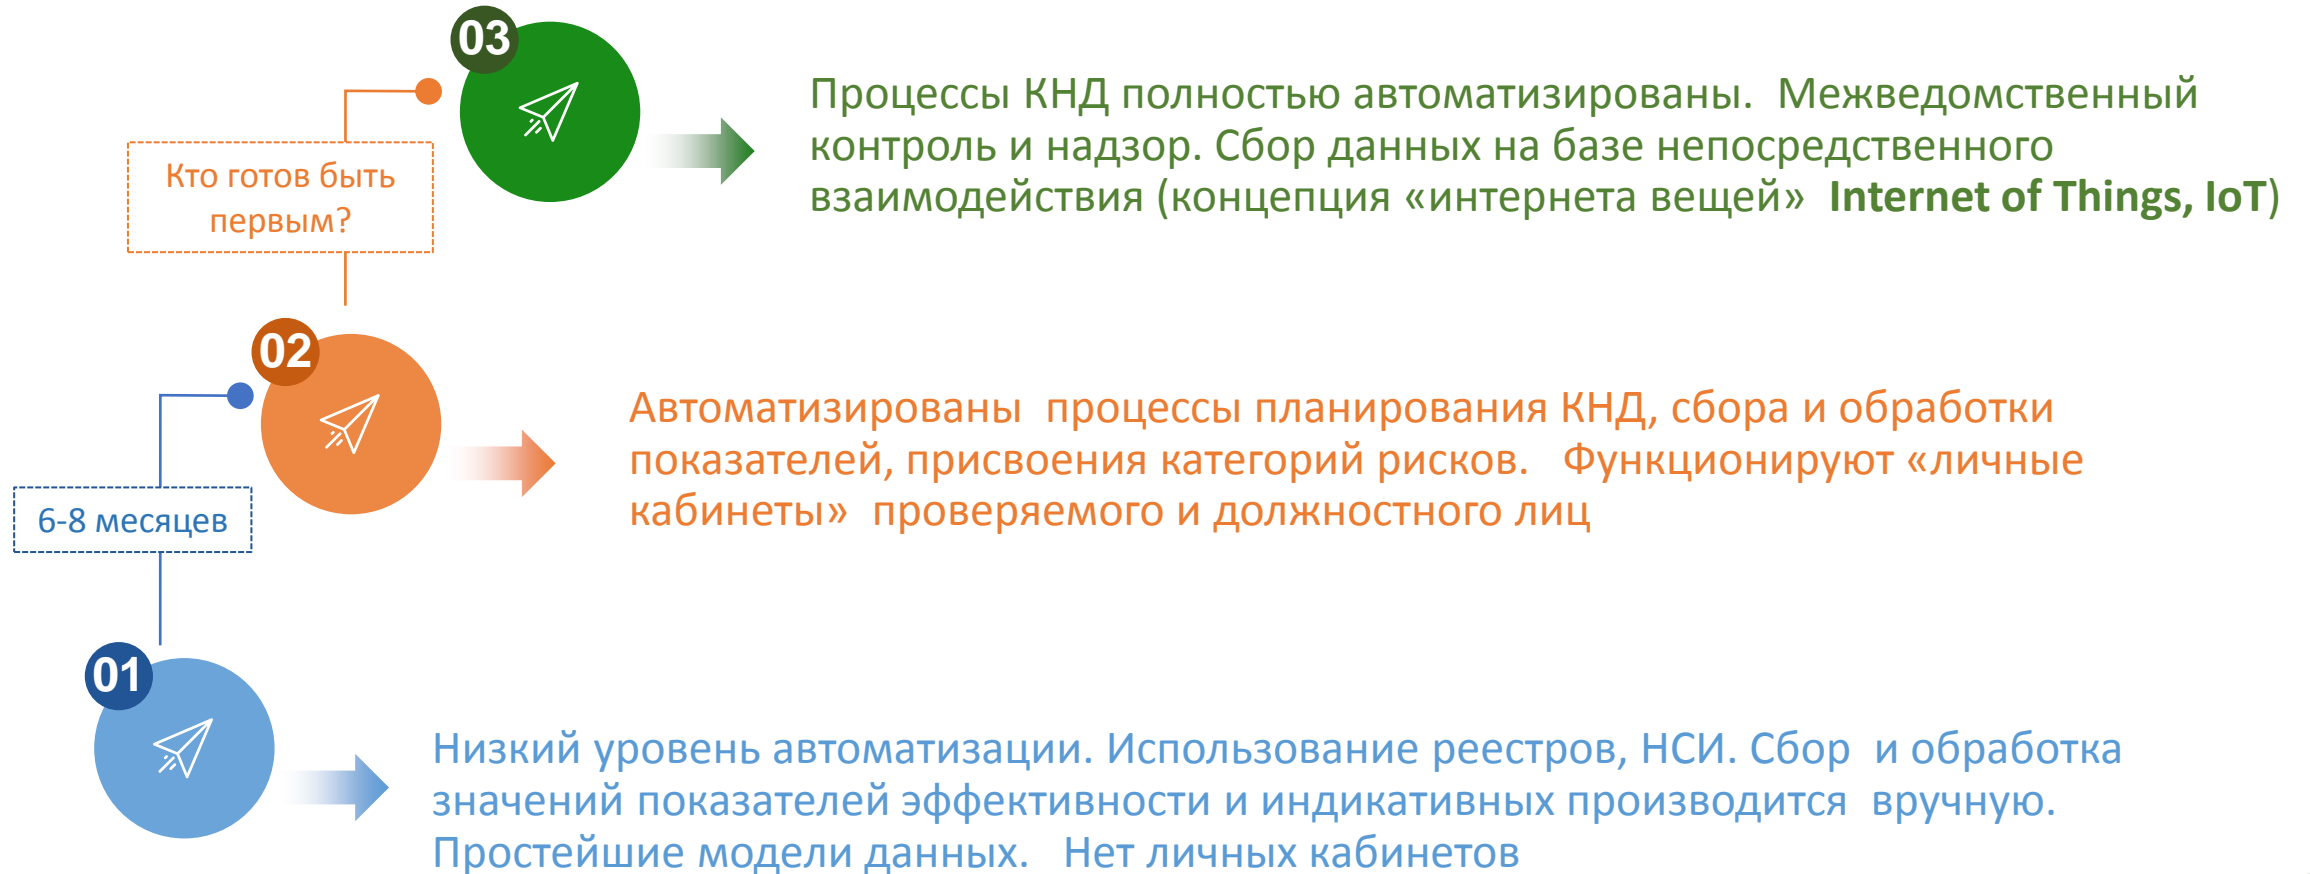 03
Процессы КНД полностью автоматизированы. Межведомственный
контроль и надзор. Сбор данных на базе непосредственного
взаимодействия (концепция «интернета вещей» Internet of Things, IoT)
Кто готов быть
первым?
02
Автоматизированы процессы планирования КНД, сбора и обработки
показателей, присвоения категорий рисков. Функционируют «личные
кабинеты» проверяемого и должностного лиц
6-8 месяцев
01
Низкий уровень автоматизации. Использование реестров, НСИ. Сбор и обработка
значений показателей эффективности и индикативных производится вручную.
Простейшие модели данных. Нет личных кабинетов